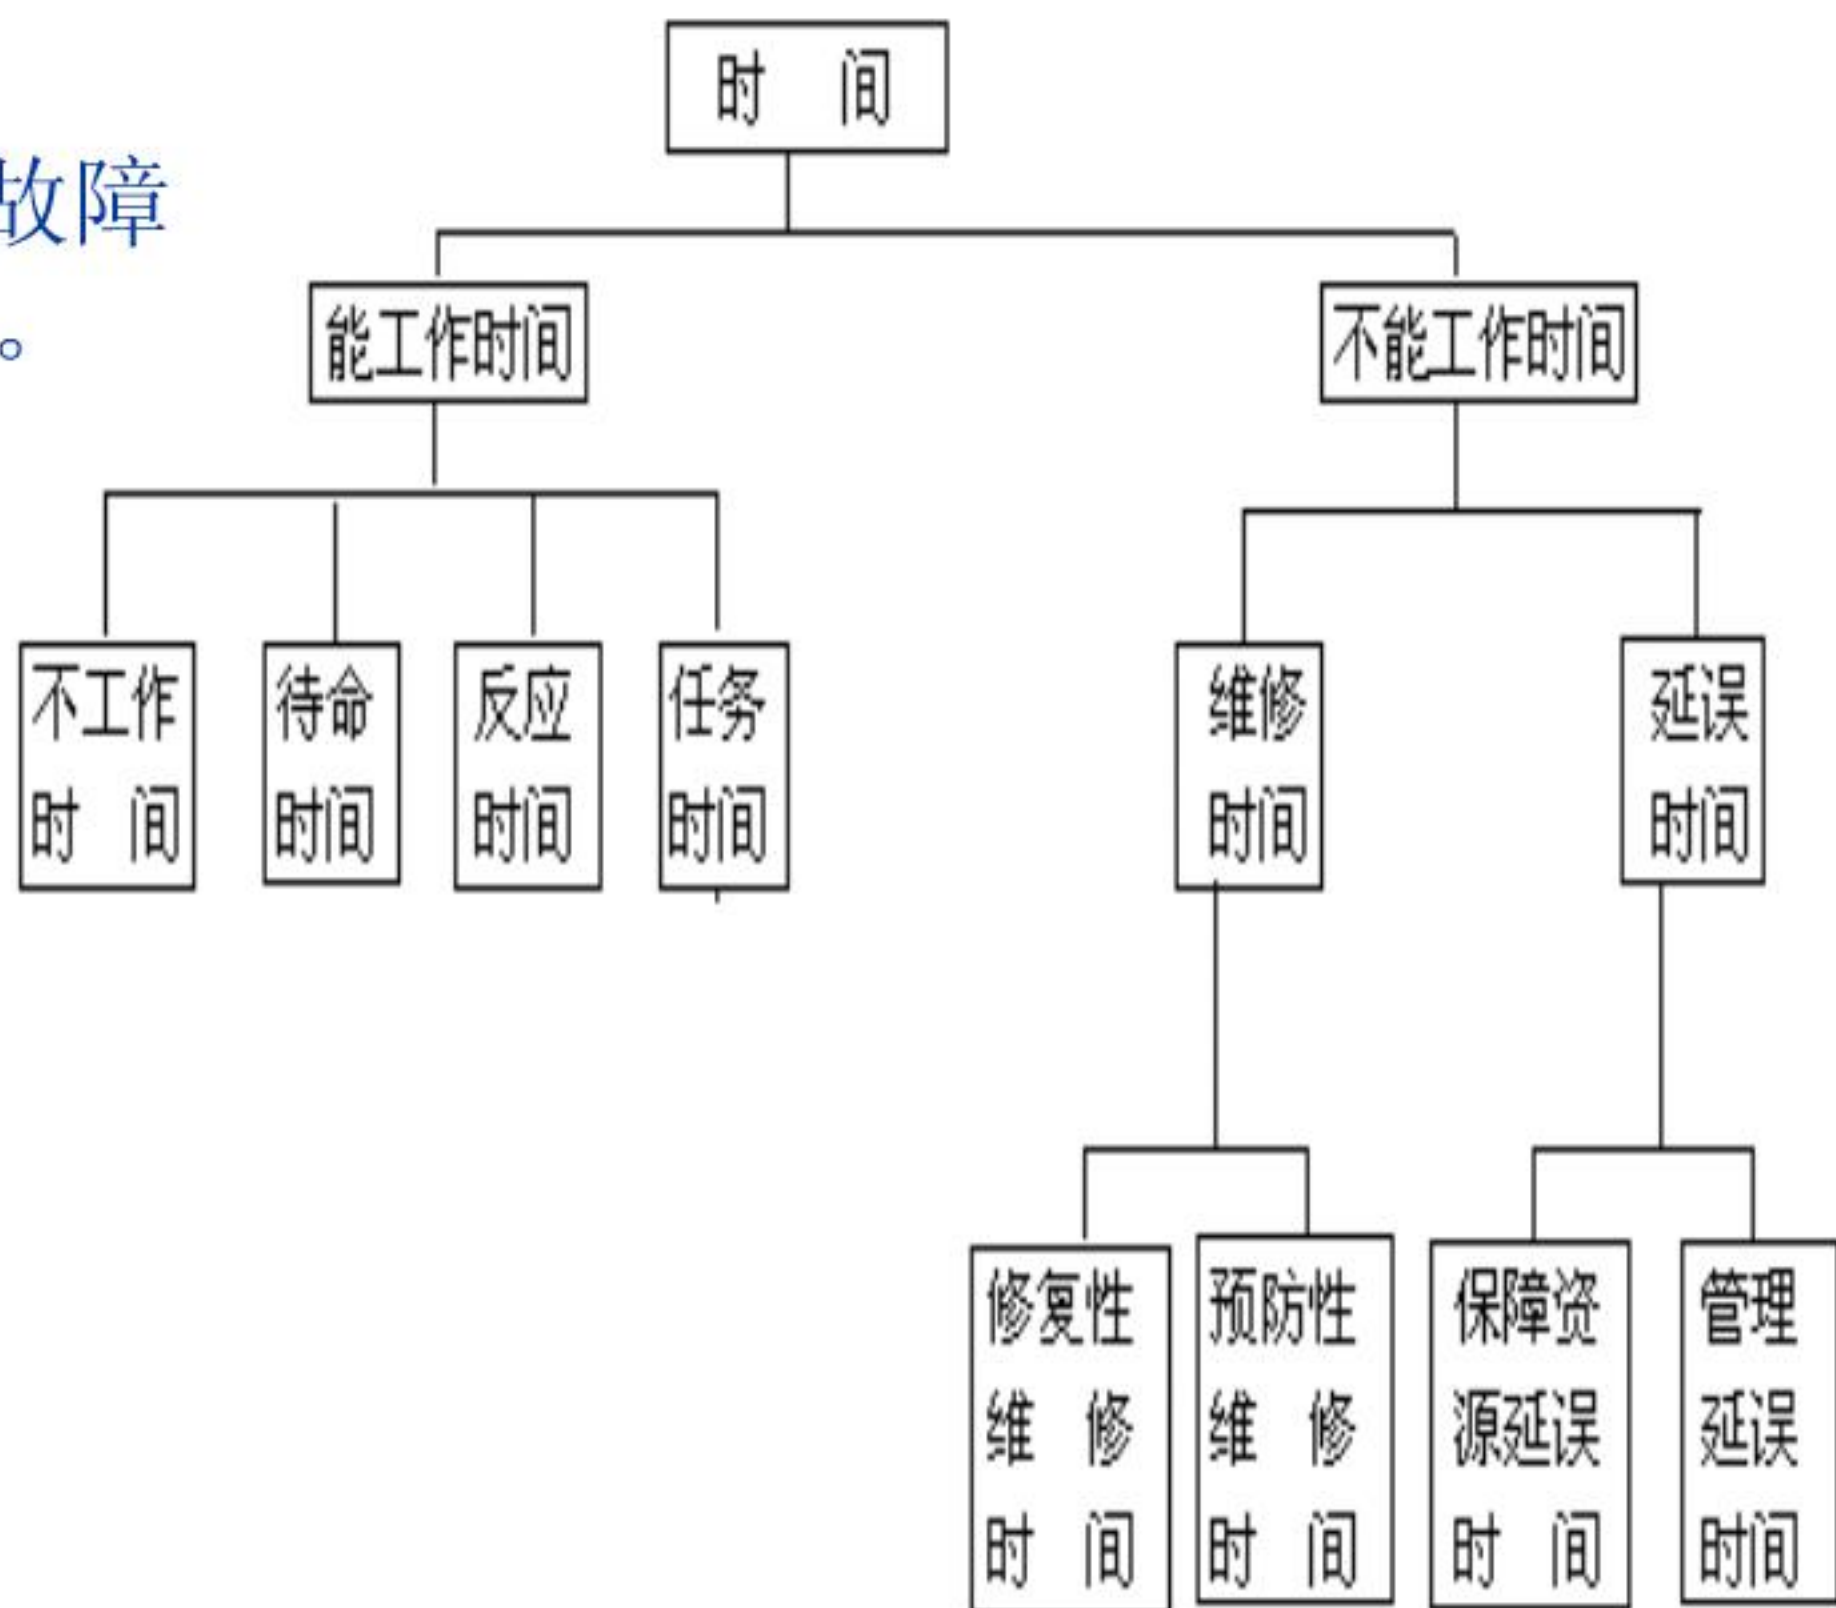 时 间
故障
。
能工作时间
不能工作时间
不工作
时 间
待命
时间
反应
时间
任务
时间
维修
时间
延误
时间
修复性
维 修
时 间
预防性
维 修
时 间
保障资
源延误
时 间
管理
延误
时间